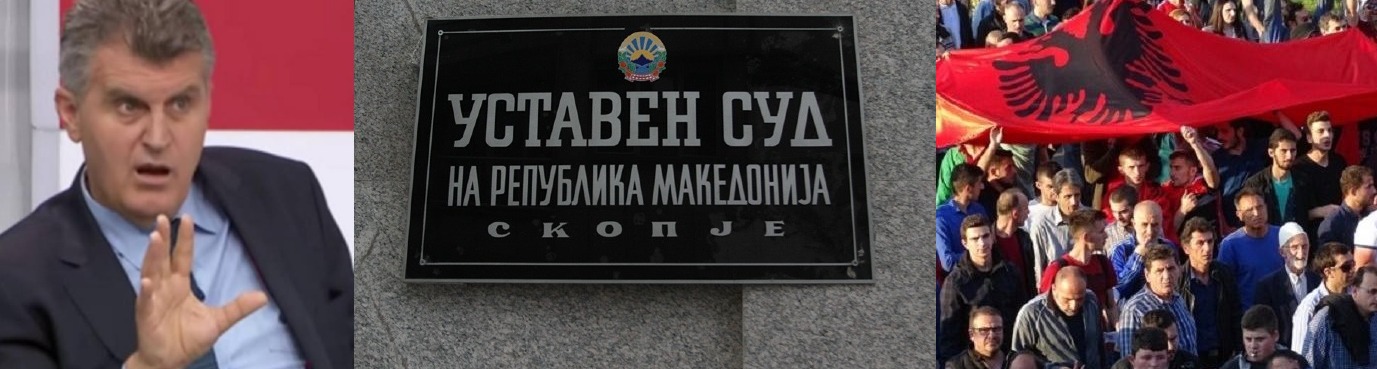 УСТАВЕН СУД
НА РЕПУБЛИКА МАКЕДОНИЈА
СКОПЈЕ